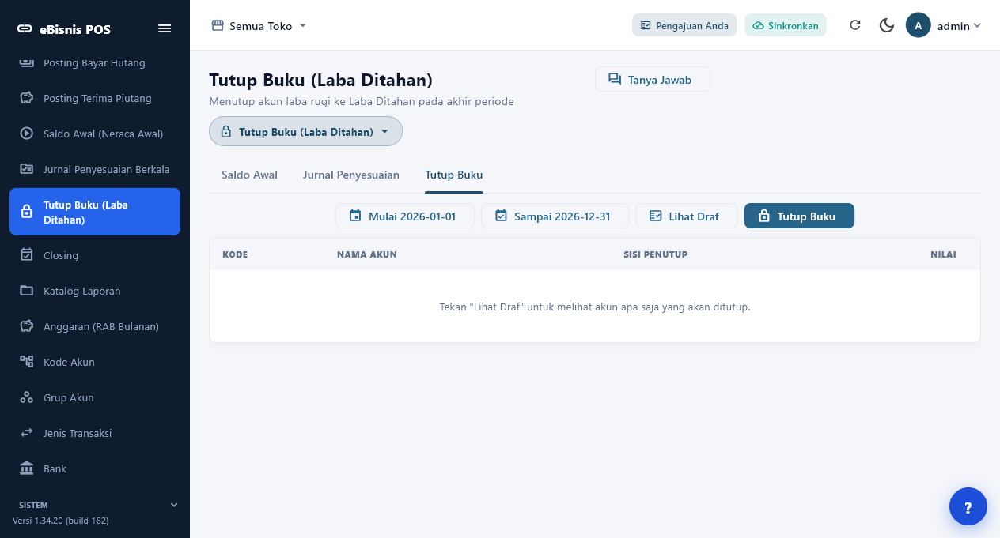 eBisnis POS
Posting Bayar Hutang
Posting Terima Piutang
Saldo Awal (Neraca Awal)
Jurnal Penyesuaian Berkala
Tutup Buku (Laba
Ditahan)
Closing
Katalog Laporan
Anggaran (RAB Bulanan)
Kode Akun
Grup Akun
Jenis Transaksi
Bank
SISTEM
Versi 1.34.20 (build 182)
Semua Toko
Pengajuan Anda
Sinkronkan
A
admin
Tutup Buku (Laba Ditahan)
Menutup akun laba rugi ke Laba Ditahan pada akhir periode
Tanya Jawab
Tutup Buku (Laba Ditahan)
Saldo Awal
Jurnal Penyesuaian
Tutup Buku
Mulai 2026-01-01
Sampai 2026-12-31
Lihat Draf
Tutup Buku
KODE
NAMA AKUN
SISI PENUTUP
NILAI
Tekan "Lihat Draf" untuk melihat akun apa saja yang akan ditutup.
?